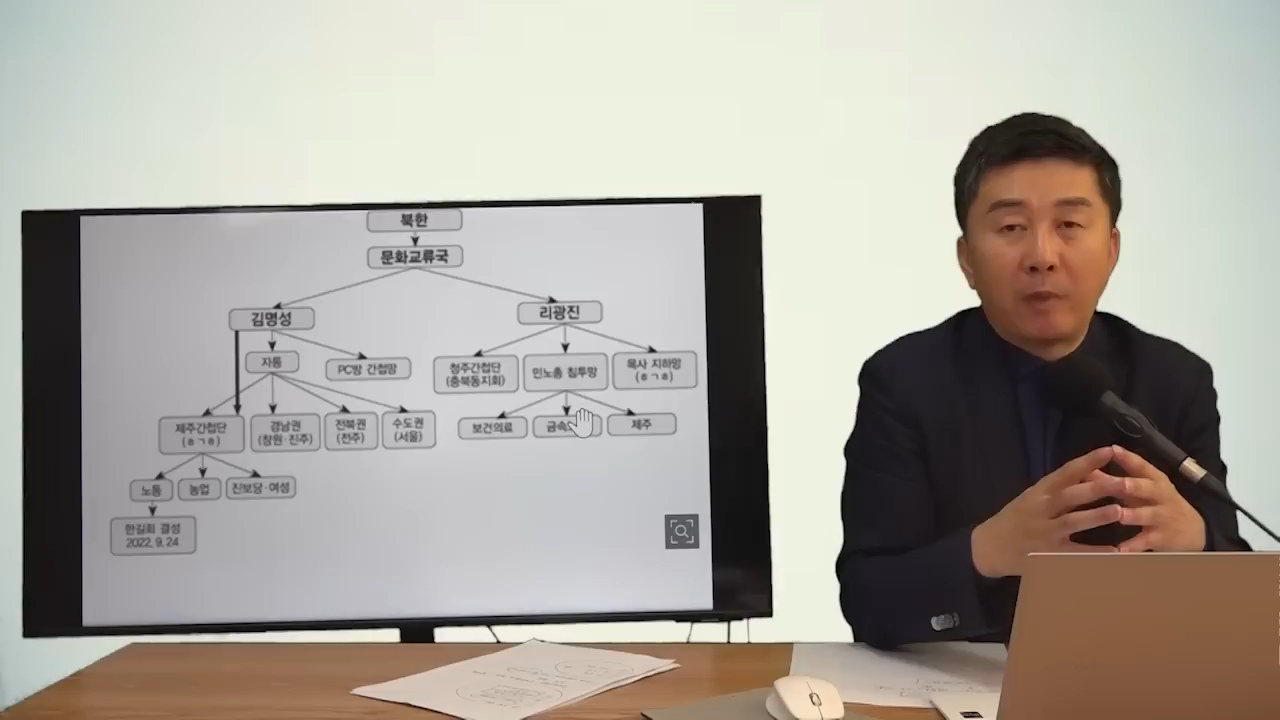 북한
문화교류국
김명성
리광진
자통
PC방 간첩망
청주간첩단
(충북동지회)
민노총 침투망
목사 지하망
(ㅎㄱㅎ)
제주간첩단
(ㅎㄱㅎ)
경남권
(창원·진주)
전북권
(전주)
수도권
(서울)
보건의료
금속
제주
노동
농업
진보당·여성
한길회 결성
2022. 9. 24